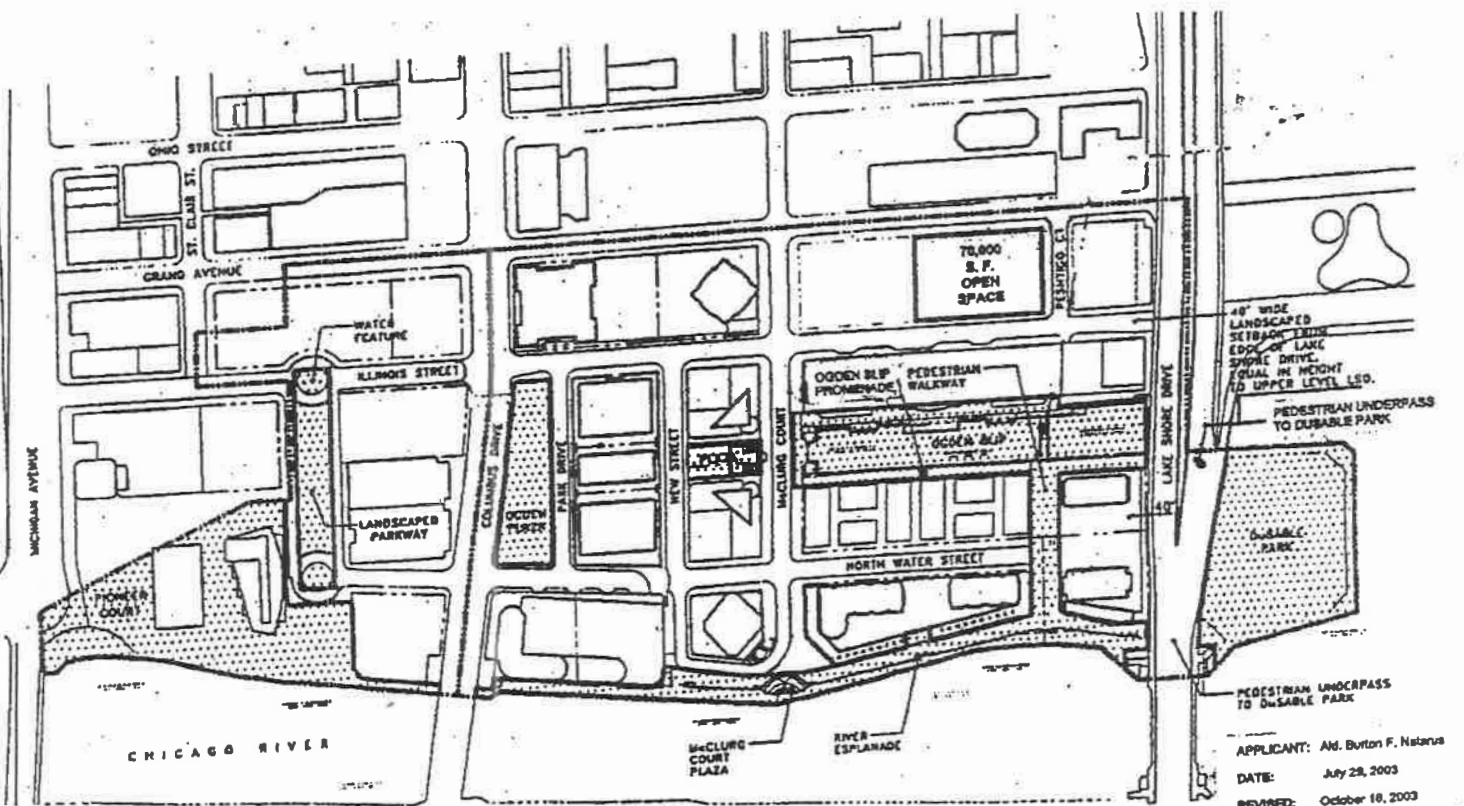 OHIO STREET
ST. CLAIR ST.
GRAND AVENUE
70,000
S. F.
OPEN
SPACE
PESHTIGO CT
WATER
FEATURE
ILLINOIS STREET
40' WIDE
LANDSCAPED
SETBACK FROM
EDGE OF LAKE
SHORE DRIVE.
EQUAL IN HEIGHT
TO UPPER LEVEL LSD.
OGDEN SLIP
PROMENADE
PEDESTRIAN
WALKWAY
PEDESTRIAN UNDERPASS
TO DUSABLE PARK
MICHIGAN AVENUE
LANDSCAPED
PARKWAY
COLUMBUS DRIVE
OGDEN
PLAZA
PARK DRIVE
NEW STREET
McCLURG COURT
OGDEN SLIP
LAKE SHORE DRIVE
40'
DuSABLE
PARK
NORTH WATER STREET
PIONEER
COURT
CHICAGO RIVER
McCLURG
COURT
PLAZA
RIVER
ESPLANADE
PEDESTRIAN UNDERPASS
TO DuSABLE PARK
APPLICANT: Ald. Burton F. Natarus
DATE: July 29, 2003
REVISED: October 16, 2003